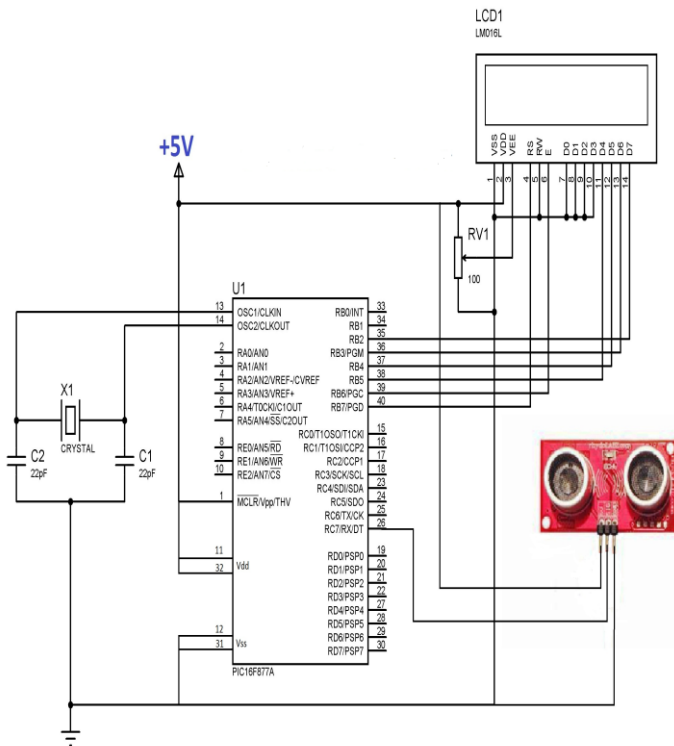 LCD1
LM016L
VSS
VDD
VEE
RS
RW
E
D0
D1
D2
D3
D4
D5
D6
D7
1
2
3
4
5
6
7
8
9
10
11
12
13
14
+5V
RV1
100
U1
13 OSC1/CLKIN RB0/INT 33
14 OSC2/CLKOUT RB1 34
RB2 35
2 RA0/AN0 RB3/PGM 36
3 RA1/AN1 RB4 37
4 RA2/AN2/VREF-/CVREF RB5 38
5 RA3/AN3/VREF+ RB6/PGC 39
6 RA4/T0CKI/C1OUT RB7/PGD 40
7 RA5/AN4/SS/C2OUT
RC0/T1OSO/T1CKI 15
8 RE0/AN5/RD RC1/T1OSI/CCP2 16
9 RE1/AN6/WR RC2/CCP1 17
10 RE2/AN7/CS RC3/SCK/SCL 18
RC4/SDI/SDA 23
1 MCLR/Vpp/THV RC5/SDO 24
RC6/TX/CK 25
RC7/RX/DT 26
11 Vdd RD0/PSP0 19
32 RD1/PSP1 20
RD2/PSP2 21
RD3/PSP3 22
RD4/PSP4 27
RD5/PSP5 28
12 Vss RD6/PSP6 29
31 RD7/PSP7 30
PIC16F877A
X1
CRYSTAL
C2
22pF
C1
22pF